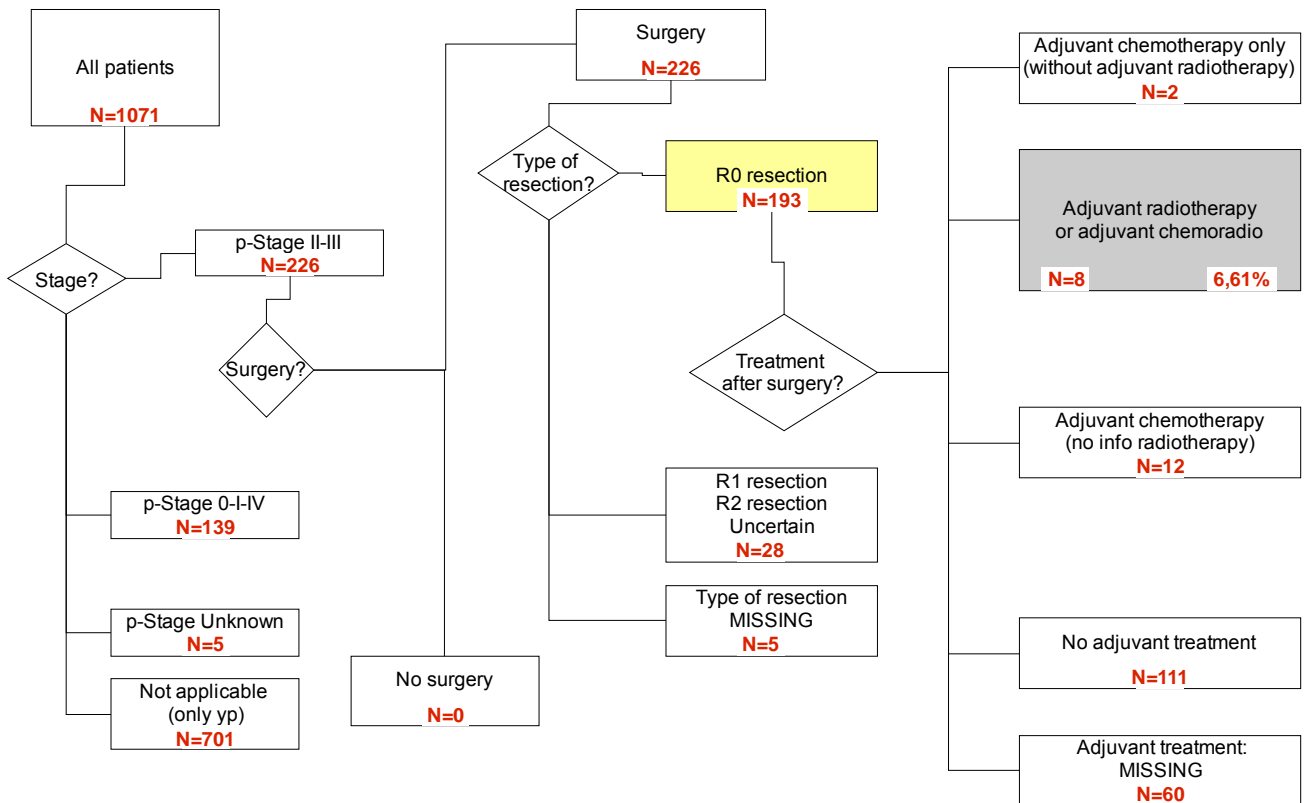 All patients
N=1071
Stage?
p-Stage II-III
N=226
Surgery?
p-Stage 0-I-IV
N=139
p-Stage Unknown
N=5
Not applicable
(only yp)
N=701
Surgery
N=226
No surgery
N=0
Type of
resection?
R0 resection
N=193
R1 resection
R2 resection
Uncertain
N=28
Type of resection
MISSING
N=5
Treatment
after surgery?
Adjuvant chemotherapy only
(without adjuvant radiotherapy)
N=2
Adjuvant radiotherapy
or adjuvant chemoradio
N=8 6,61%
Adjuvant chemotherapy
(no info radiotherapy)
N=12
No adjuvant treatment
N=111
Adjuvant treatment:
MISSING
N=60